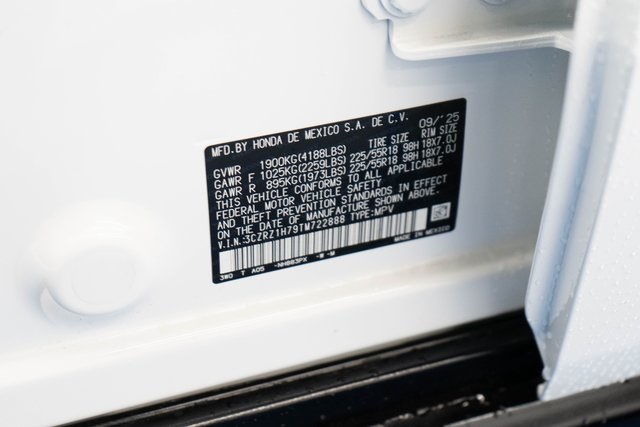 MFD.BY HONDA DE MEXICO S.A. DE C.V. 09/'25
TIRE SIZE RIM SIZE
GVWR 1900KG(4188LBS)
GAWR F 1025KG(2259LBS) 225/55R18 98H 18X7.0J
GAWR R 895KG(1973LBS) 225/55R18 98H 18X7.0J
THIS VEHICLE CONFORMS TO ALL APPLICABLE
FEDERAL MOTOR VEHICLE SAFETY
AND THEFT PREVENTION STANDARDS IN EFFECT
ON THE DATE OF MANUFACTURE SHOWN ABOVE.
V.I.N.:3CZRZ1H79TM722888 TYPE:MPV
MADE IN MEXICO
3W0 T A05 -NH883PX -W -M